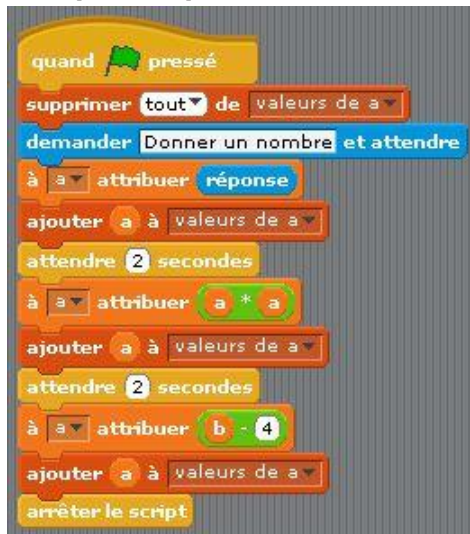 quand pressé
supprimer tout de valeurs de a
demander Donner un nombre et attendre
à a attribuer réponse
ajouter a à valeurs de a
attendre 2 secondes
à a attribuer a * a
ajouter a à valeurs de a
attendre 2 secondes
à a attribuer b - 4
ajouter a à valeurs de a
arrêter le script